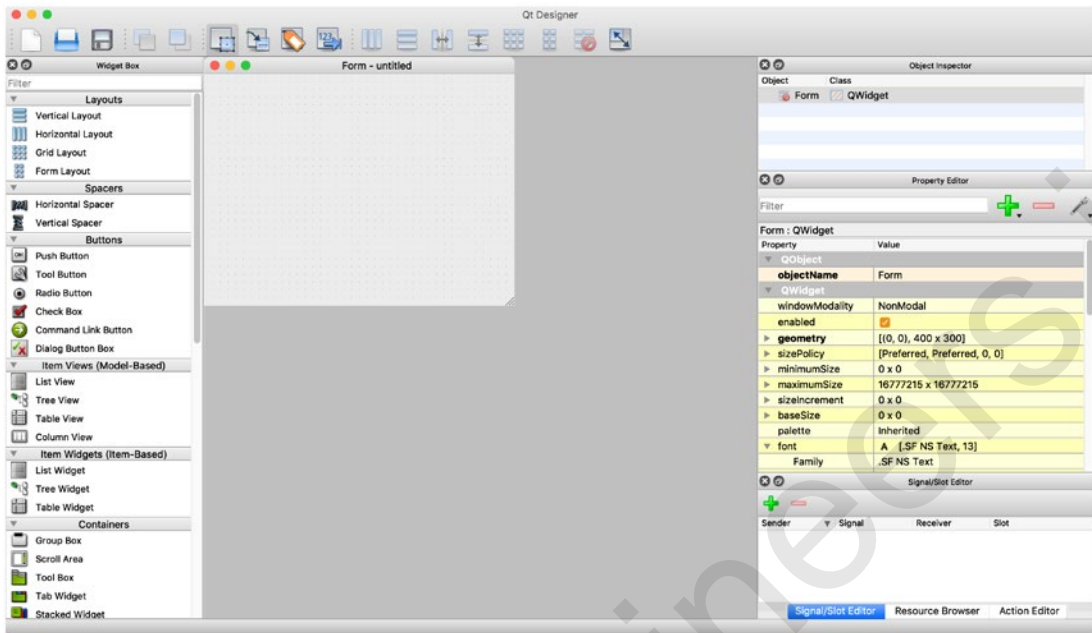 Qt Designer
Widget Box
Filter
Layouts
Vertical Layout
Horizontal Layout
Grid Layout
Form Layout
Spacers
Horizontal Spacer
Vertical Spacer
Buttons
Push Button
Tool Button
Radio Button
Check Box
Command Link Button
Dialog Button Box
Item Views (Model-Based)
List View
Tree View
Table View
Column View
Item Widgets (Item-Based)
List Widget
Tree Widget
Table Widget
Containers
Group Box
Scroll Area
Tool Box
Tab Widget
Stacked Widget
Form - untitled
Object Inspector
Object Class
Form QWidget
Property Editor
Filter
Form : QWidget
Property Value
QObject
objectName Form
QWidget
windowModality NonModal
enabled
geometry [(0, 0), 400 x 300]
sizePolicy [Preferred, Preferred, 0, 0]
minimumSize 0 x 0
maximumSize 16777215 x 16777215
sizeIncrement 0 x 0
baseSize 0 x 0
palette Inherited
font A [.SF NS Text, 13]
Family .SF NS Text
Signal/Slot Editor
Sender Signal Receiver Slot
Signal/Slot Editor Resource Browser Action Editor